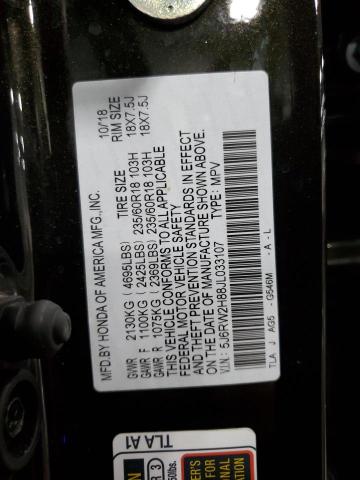 MFD.BY HONDA OF AMERICA MFG.,INC. 10/'18
TIRE SIZE RIM SIZE
GVWR 2130KG ( 4695LBS)
GAWR F 1100KG ( 2425LBS) 235/60R18 103H 18X7.5J
GAWR R 1075KG ( 2369LBS) 235/60R18 103H 18X7.5J
THIS VEHICLE CONFORMS TO ALL APPLICABLE
FEDERAL MOTOR VEHICLE SAFETY
AND THEFT PREVENTION STANDARDS IN EFFECT
ON THE DATE OF MANUFACTURE SHOWN ABOVE.
V.I.N.: 5J6RW2H88JL033107 TYPE: MPV
TLA J AG5 - G546M - A - L
TLA A1